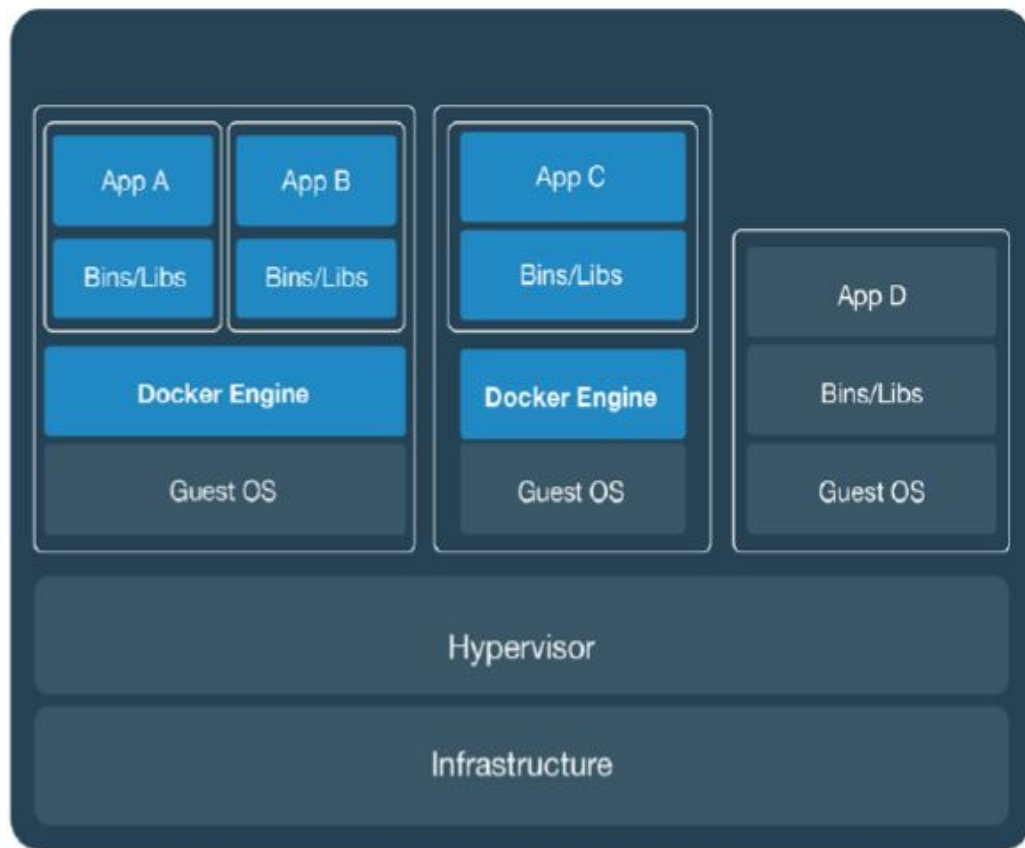 App A
App B
Bins/Libs
Bins/Libs
Docker Engine
Guest OS
App C
Bins/Libs
Docker Engine
Guest OS
App D
Bins/Libs
Guest OS
Hypervisor
Infrastructure